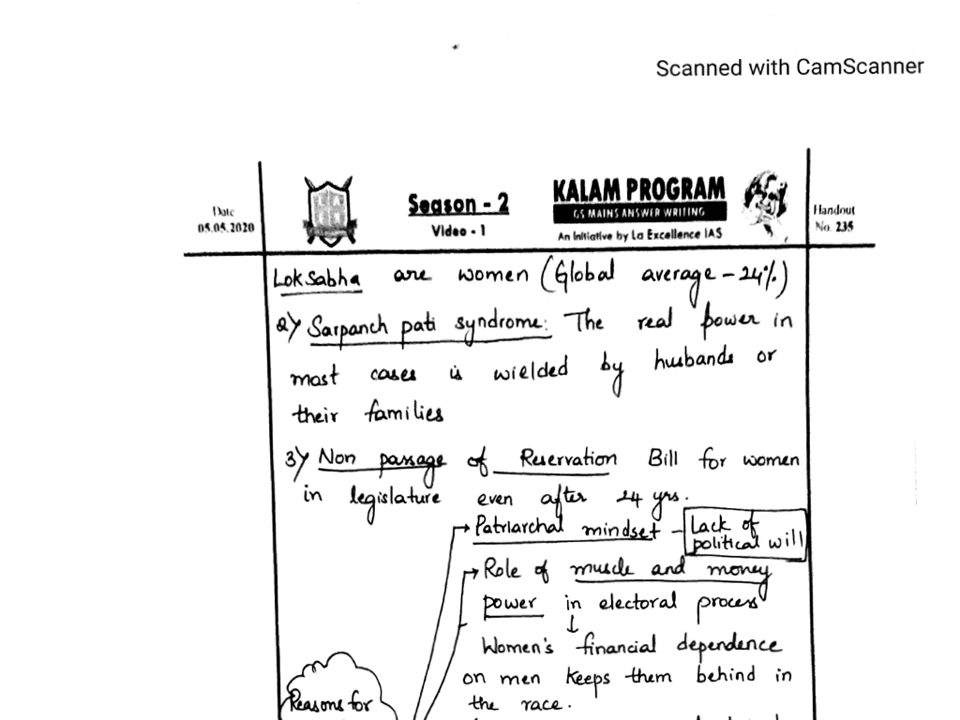 Scanned with CamScanner
Date
05.05.2020
Season - 2
Video - 1
KALAM PROGRAM
GS MAINS ANSWER WRITING
An Initiative by La Excellence IAS
Handout
No. 235
Loksabha are women (Global average - 24%)
2) Sarpanch pati syndrome: The real power in
most cases is wielded by husbands or
their families
3) Non passage of Reservation Bill for women
in legislature even after 24 yrs.
→ Patriarchal mindset - Lack of
political will
→ Role of muscle and money
power in electoral process
↓
Women's financial dependence
on men keeps them behind in
the race.
Reasons for